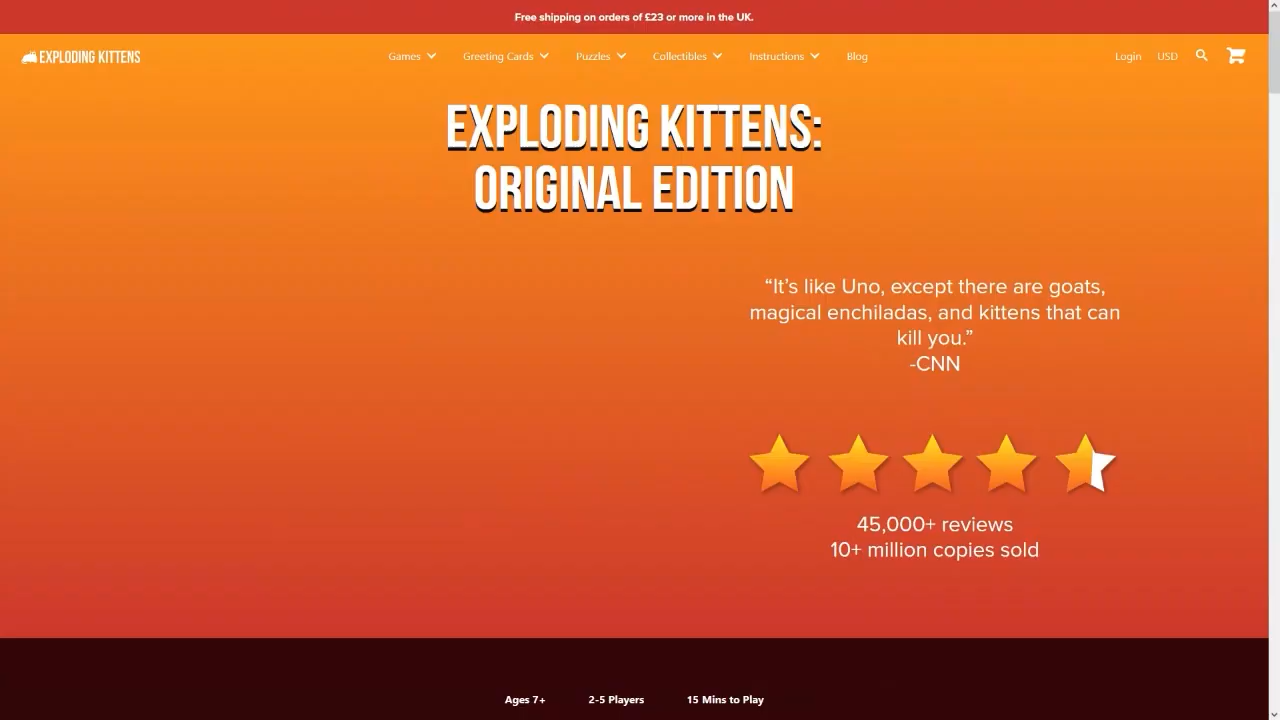 Free shipping on orders of £23 or more in the UK.
EXPLODING KITTENS
Games
Greeting Cards
Puzzles
Collectibles
Instructions
Blog
Login
USD
EXPLODING KITTENS:
ORIGINAL EDITION
“It’s like Uno, except there are goats,
magical enchiladas, and kittens that can
kill you.”
-CNN
45,000+ reviews
10+ million copies sold
Ages 7+
2-5 Players
15 Mins to Play